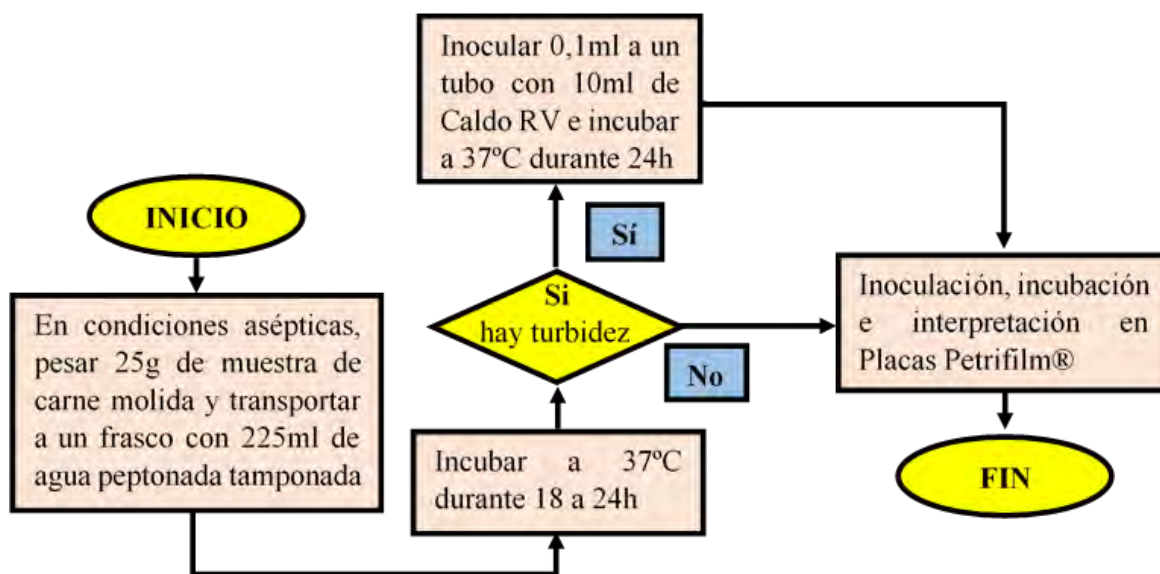 INICIO
En condiciones asépticas,
pesar 25g de muestra de
carne molida y transportar
a un frasco con 225ml de
agua peptonada tamponada
Incubar a 37ºC
durante 18 a 24h
Si
hay turbidez
Sí
Inocular 0,1ml a un
tubo con 10ml de
Caldo RV e incubar
a 37ºC durante 24h
No
Inoculación, incubación
e interpretación en
Placas Petrifilm®
FIN